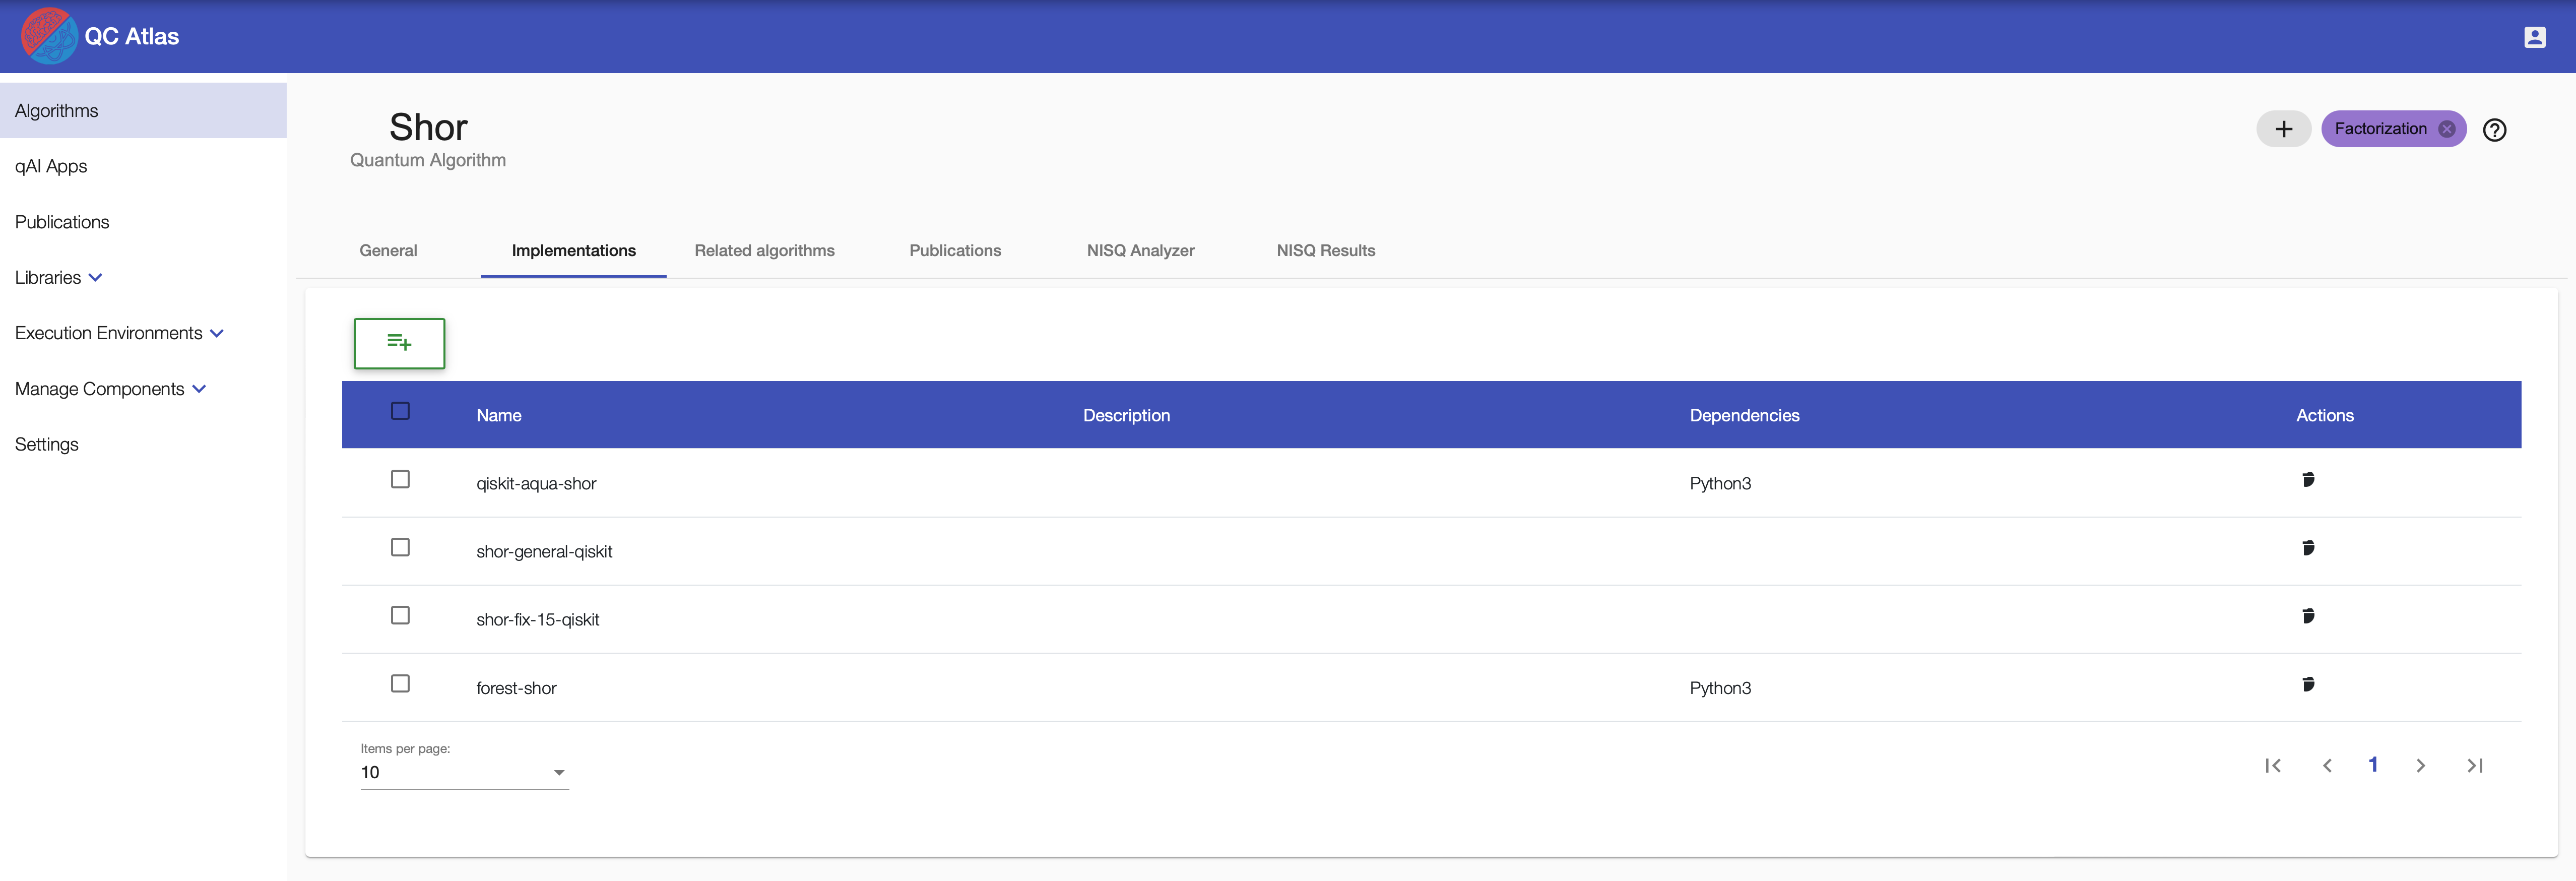 QC Atlas
Algorithms
qAI Apps
Publications
Libraries
Execution Environments
Manage Components
Settings
Shor
Quantum Algorithm
Factorization
General Implementations Related algorithms Publications NISQ Analyzer NISQ Results
Name Description Dependencies Actions
qiskit-aqua-shor Python3
shor-general-qiskit
shor-fix-15-qiskit
forest-shor Python3
Items per page:
10
1